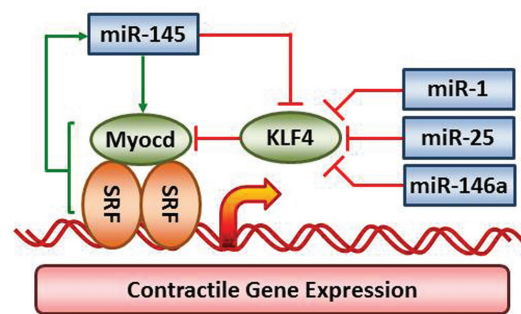 miR-145
miR-1
Myocd
KLF4
miR-25
SRF
SRF
miR-146a
Contractile Gene Expression